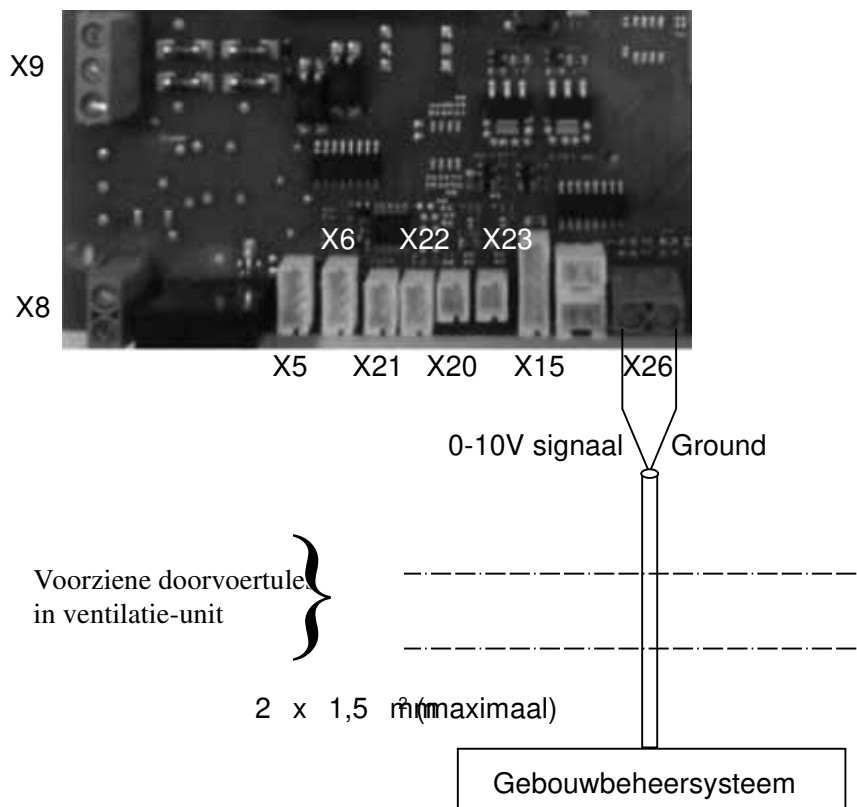 X9
X6 X22 X23
X8
X5 X21 X20 X15 X26
0-10V signaal Ground
Voorziene doorvoertules
in ventilatie-unit
2 x 1,5 mm² (maximaal)
Gebouwbeheersysteem